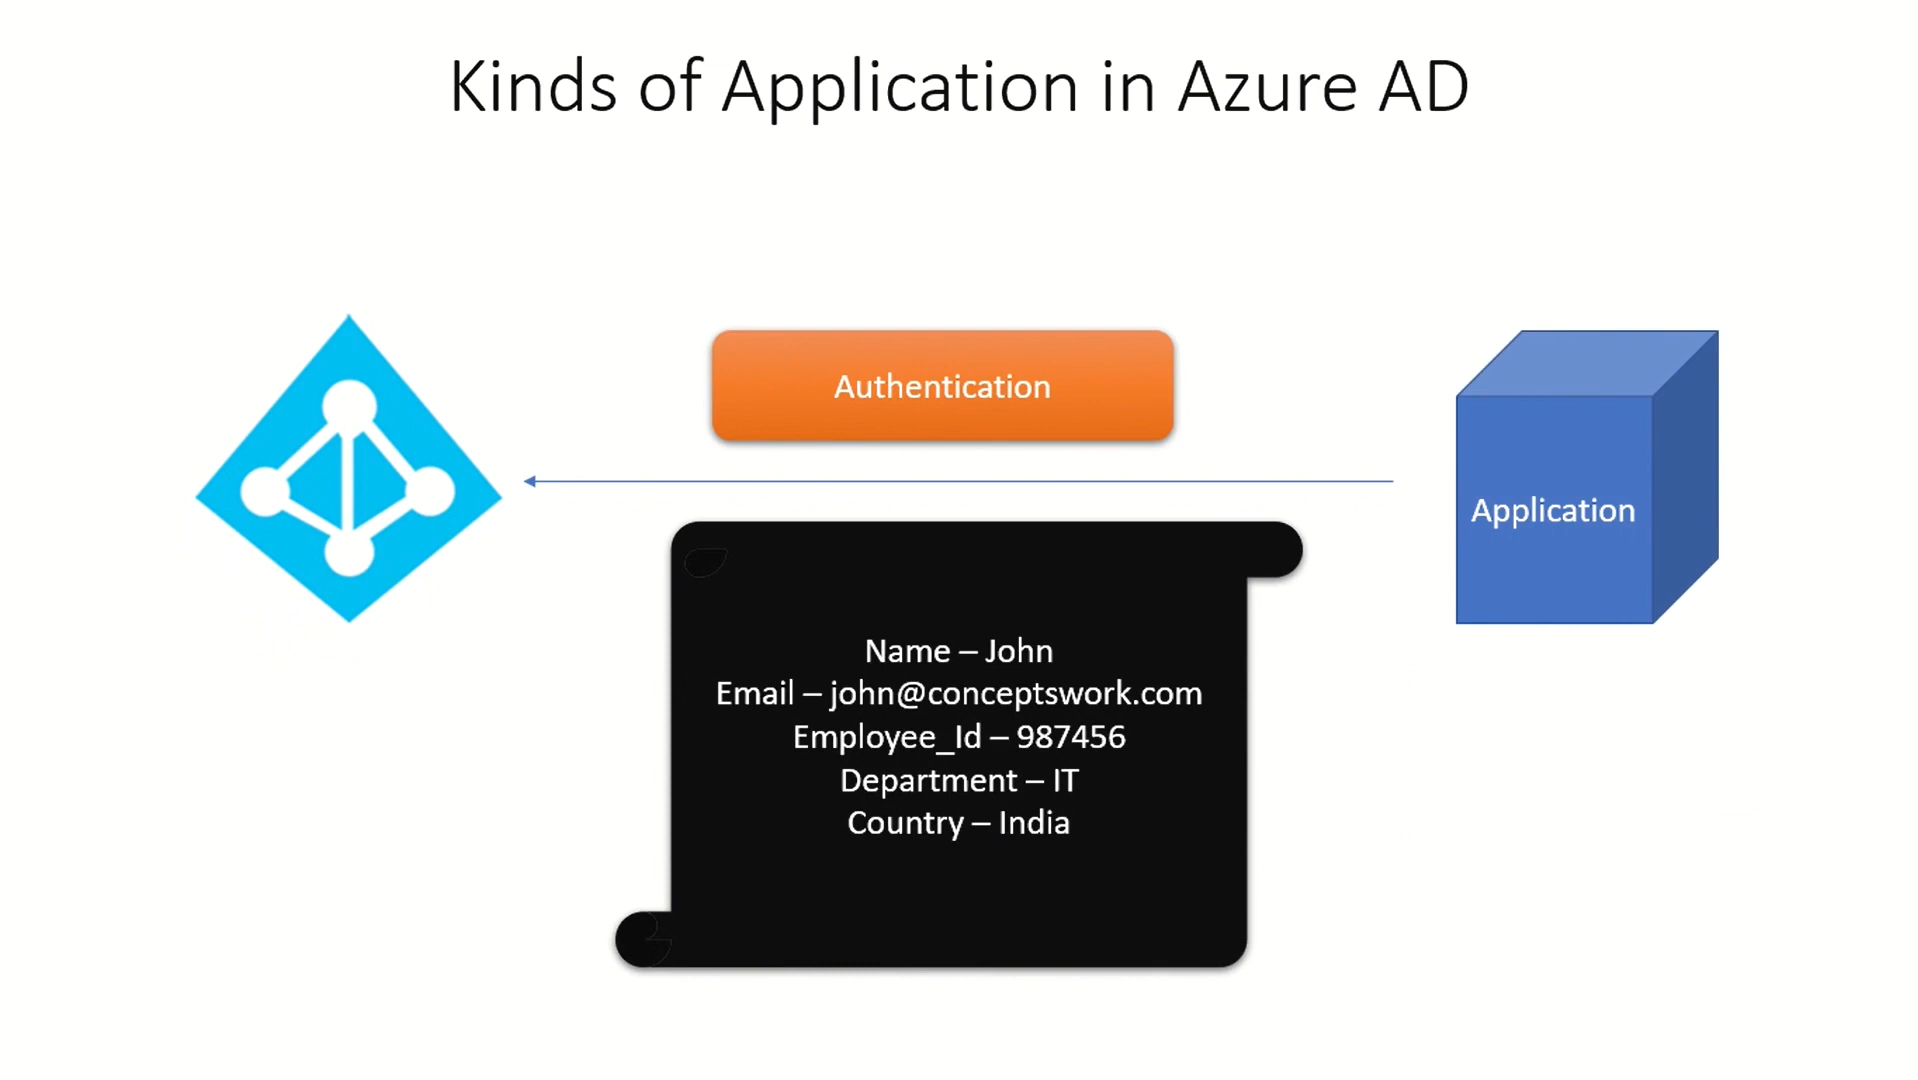 Kinds of Application in Azure AD
Authentication
Application
Name – John
Email – john@conceptswork.com
Employee_Id – 987456
Department – IT
Country – India